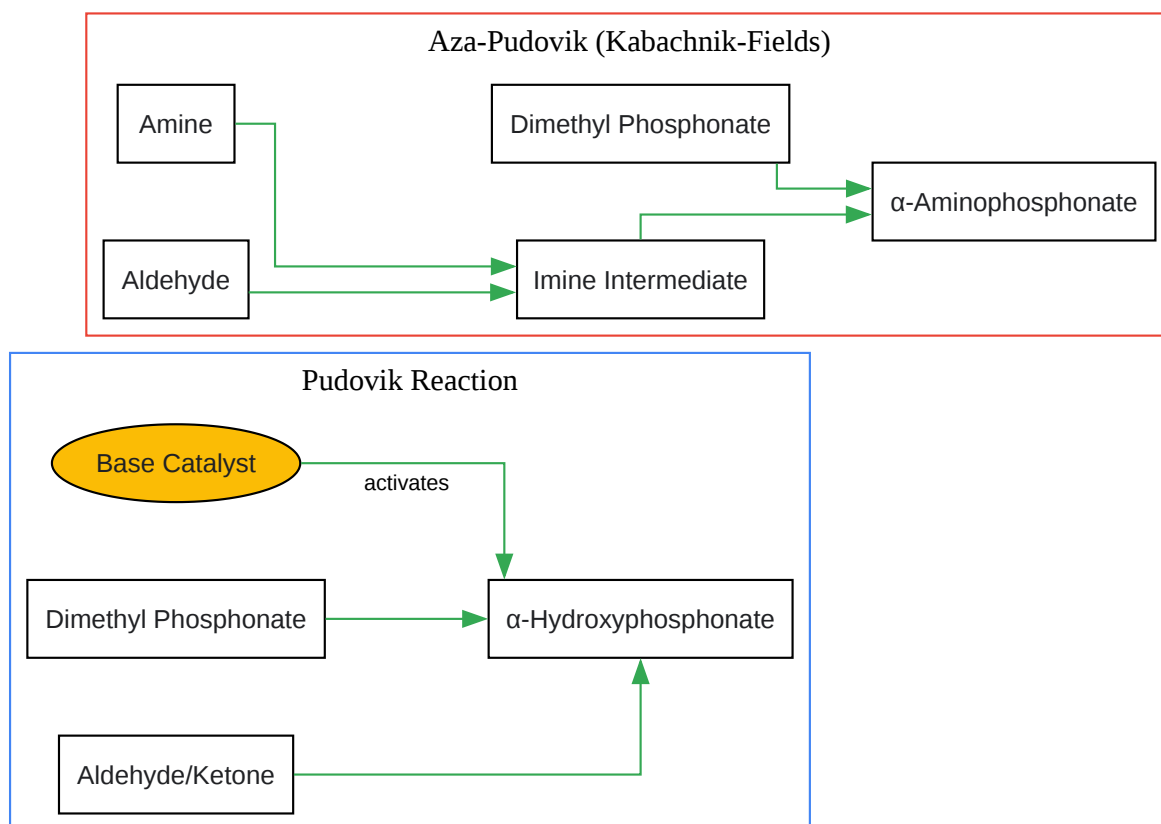 Aza-Pudovik (Kabachnik-Fields)
Amine
Dimethyl Phosphonate
α-Aminophosphonate
Aldehyde
Imine Intermediate
Pudovik Reaction
Base Catalyst
activates
Dimethyl Phosphonate
α-Hydroxyphosphonate
Aldehyde/Ketone